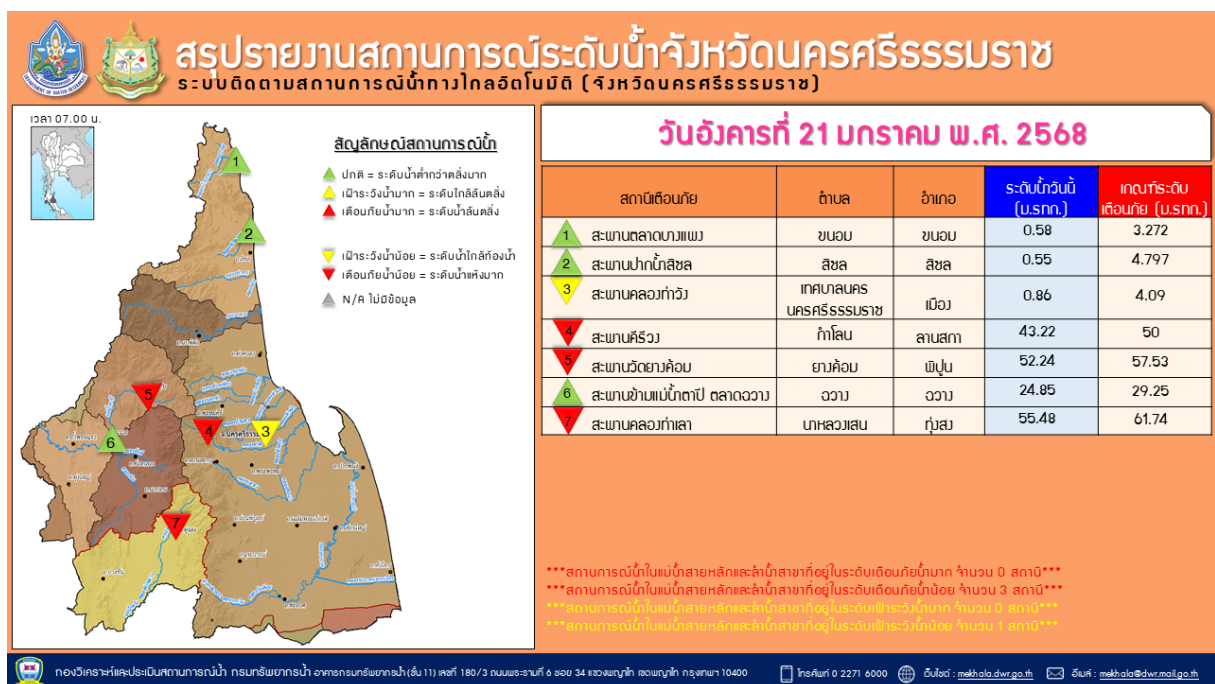 สรุปรายงานสถานการณ์ระดับน้ำจังหวัดนครศรีธรรมราช
ระบบติดตามสถานการณ์น้ำทางไกลอัตโนมัติ (จังหวัดนครศรีธรรมราช)
เวลา 07.00 น.
สัญลักษณ์สถานการณ์น้ำ
ปกติ = ระดับน้ำต่ำกว่าตลิ่งมาก
เฝ้าระวังน้ำมาก = ระดับใกล้ล้นตลิ่ง
เตือนภัยน้ำมาก = ระดับน้ำล้นตลิ่ง
เฝ้าระวังน้ำน้อย = ระดับน้ำใกล้ท้องน้ำ
เตือนภัยน้ำน้อย = ระดับน้ำแห้งมาก
N/A ไม่มีข้อมูล
1
2
5
6
4
3
7
วันอังคารที่ 21 มกราคม พ.ศ. 2568
สถานีเตือนภัย ตำบล อำเภอ ระดับน้ำวันนี้ (ม.รทก.) เกณฑ์ระดับเตือนภัย (ม.รทก.)
1 สะพานตลาดบางแพง ขนอม ขนอม 0.58 3.272
2 สะพานปากน้ำสิชล สิชล สิชล 0.55 4.797
3 สะพานคลองท่าวัง เทศบาลนครนครศรีธรรมราช เมือง 0.86 4.09
4 สะพานคีรีวง กำโลน ลานสกา 43.22 50
5 สะพานวัดยางค้อม ยางค้อม พิปูน 52.24 57.53
6 สะพานข้ามแม่น้ำตาปี ตลาดฉวาง ฉวาง ฉวาง 24.85 29.25
7 สะพานคลองท่าเลา นาหลวงเสน ทุ่งสง 55.48 61.74
***สถานการณ์น้ำในแม่น้ำสายหลักและลำน้ำสาขาที่อยู่ในระดับเตือนภัยน้ำมาก จำนวน 0 สถานี***
***สถานการณ์น้ำในแม่น้ำสายหลักและลำน้ำสาขาที่อยู่ในระดับเตือนภัยน้ำน้อย จำนวน 3 สถานี***
***สถานการณ์น้ำในแม่น้ำสายหลักและลำน้ำสาขาที่อยู่ในระดับเฝ้าระวังน้ำมาก จำนวน 0 สถานี***
***สถานการณ์น้ำในแม่น้ำสายหลักและลำน้ำสาขาที่อยู่ในระดับเฝ้าระวังน้ำน้อย จำนวน 1 สถานี***
กองวิเคราะห์และประเมินสถานการณ์น้ำ กรมทรัพยากรน้ำ อาคารกรมทรัพยากรน้ำ (ชั้น 11) เลขที่ 180/3 ถนนพระรามที่ 6 ซอย 34 แขวงพญาไท เขตพญาไท กรุงเทพฯ 10400 โทรศัพท์ 0 2271 6000 เว็บไซต์ : mekhala.dwr.go.th อีเมล์ : mekhala@dwr.mail.go.th